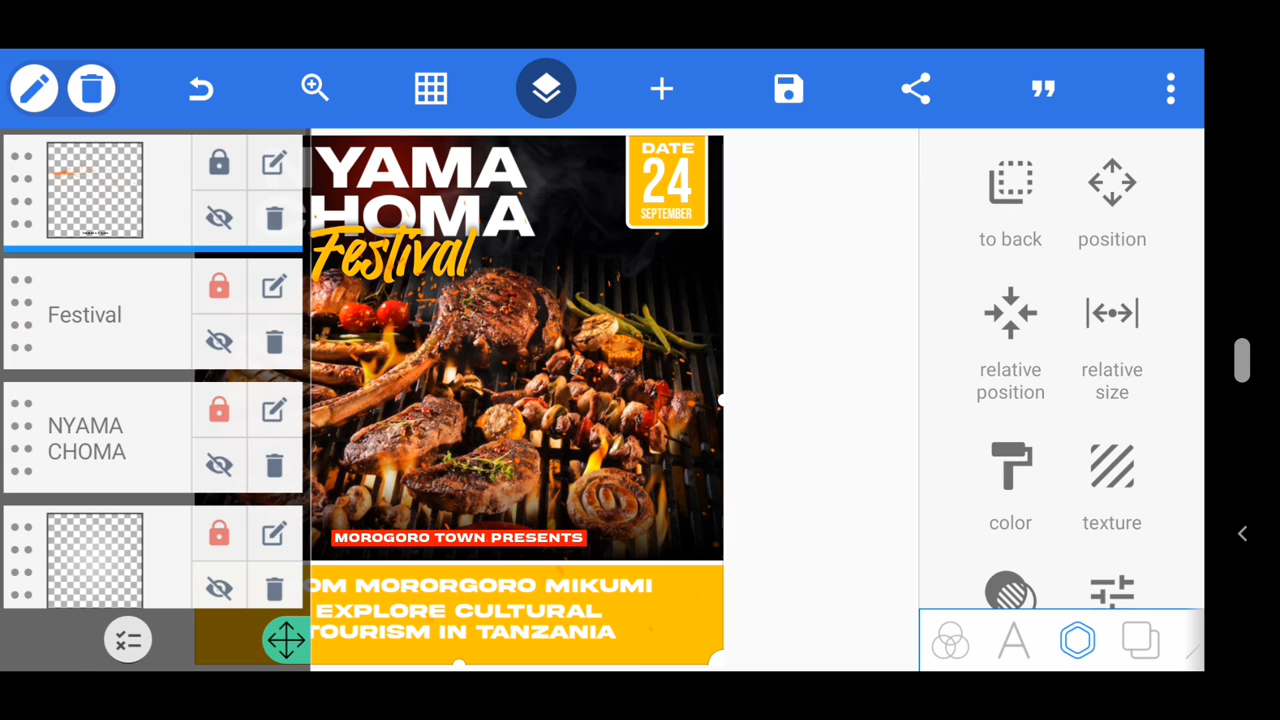 YAMA
HOMA
Festival
DATE
24
SEPTEMBER
MOROGORO TOWN PRESENTS
OM MORORGORO MIKUMI
EXPLORE CULTURAL
TOURISM IN TANZANIA
Festival
NYAMA
CHOMA
to back
position
relative
position
relative
size
color
texture